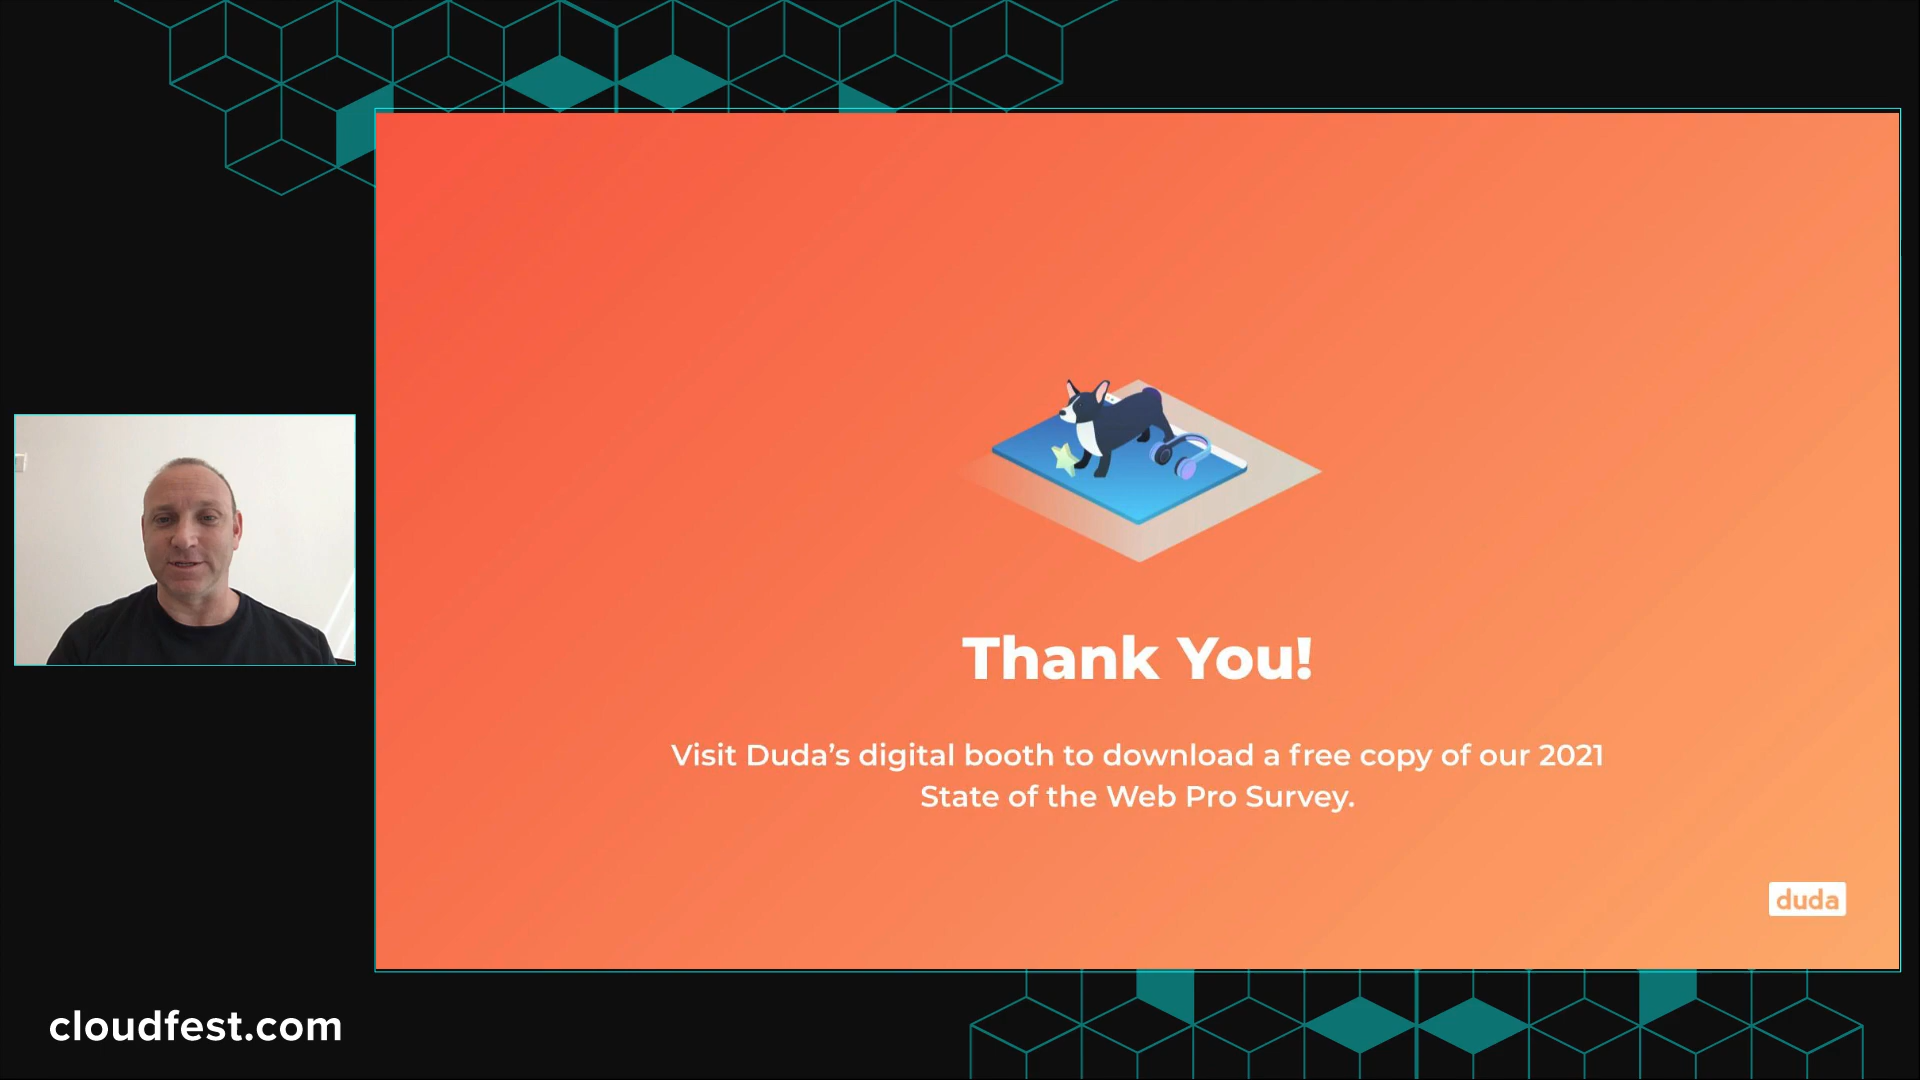 Thank You!
Visit Duda’s digital booth to download a free copy of our 2021
State of the Web Pro Survey.
duda
cloudfest.com